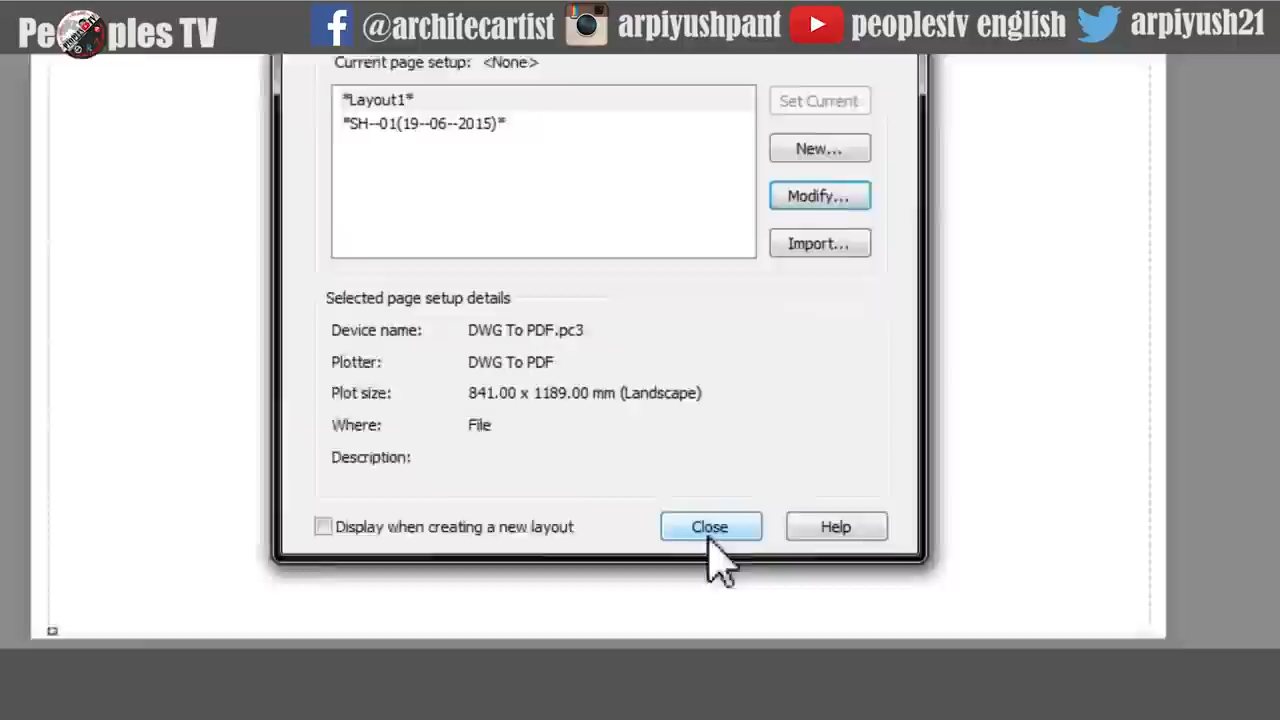 Peoples TV
@architecartist
arpiyushpant
peoplestv english
arpiyush21
Current page setup: <None>
*Layout1*
*SH--01(19--06--2015)*
Set Current
New...
Modify...
Import...
Selected page setup details
Device name: DWG To PDF.pc3
Plotter: DWG To PDF
Plot size: 841.00 x 1189.00 mm (Landscape)
Where: File
Description:
Display when creating a new layout
Close
Help